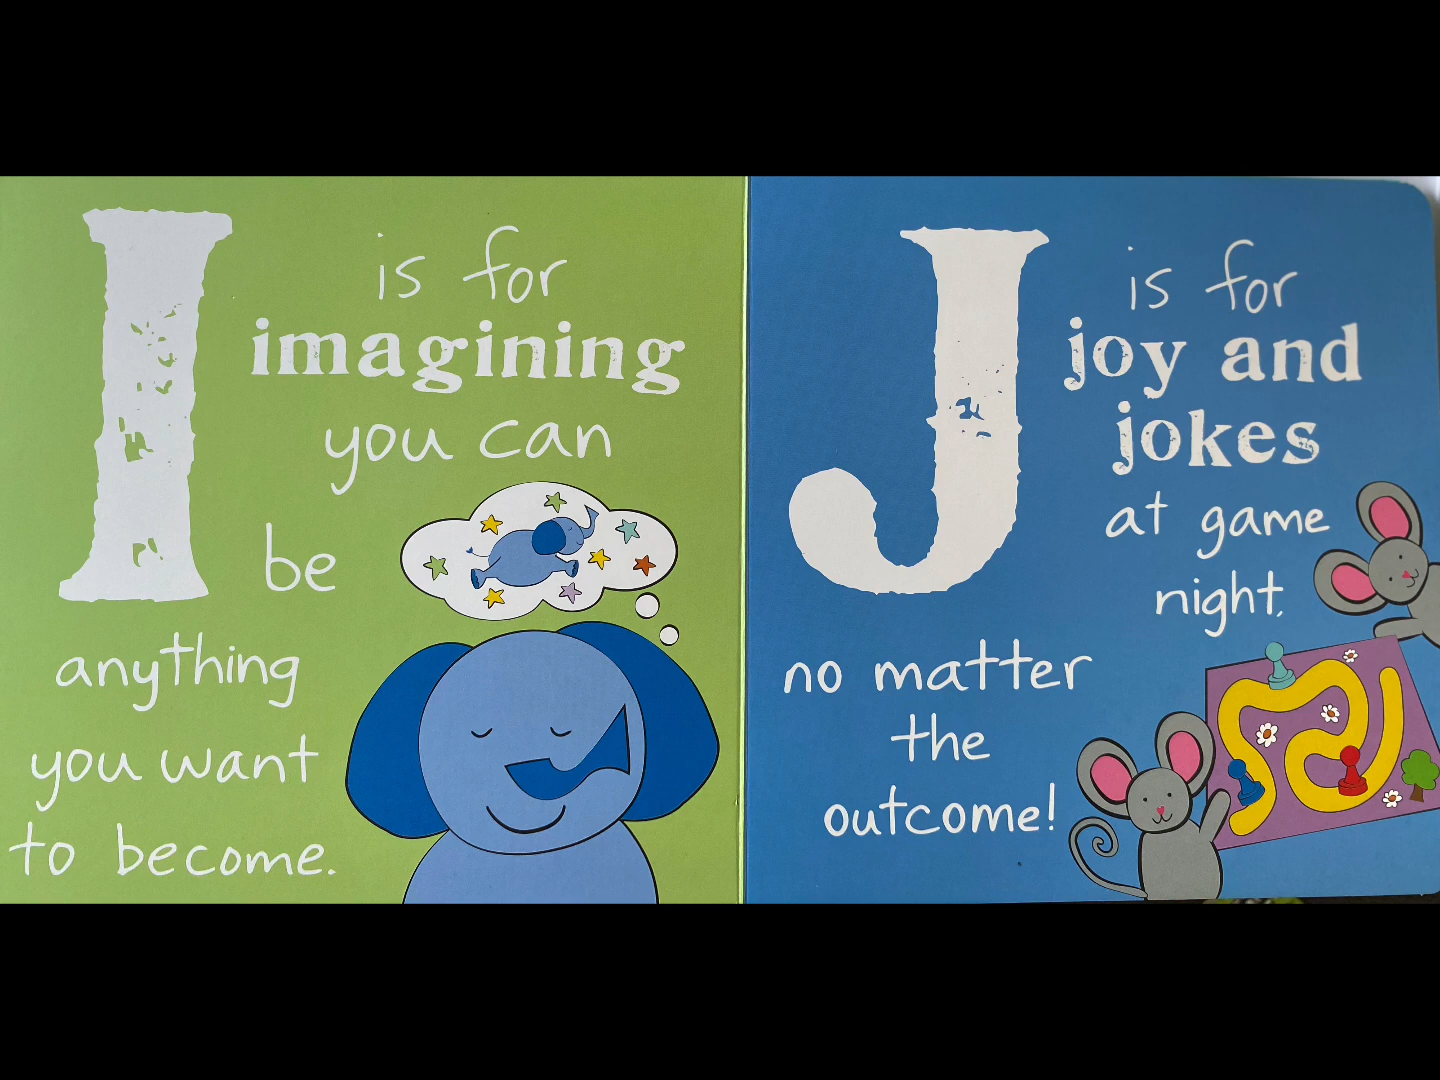 I is for
imagining
you can
be
anything
you want
to become.
J is for
joy and
jokes
at game
night,
no matter
the
outcome!